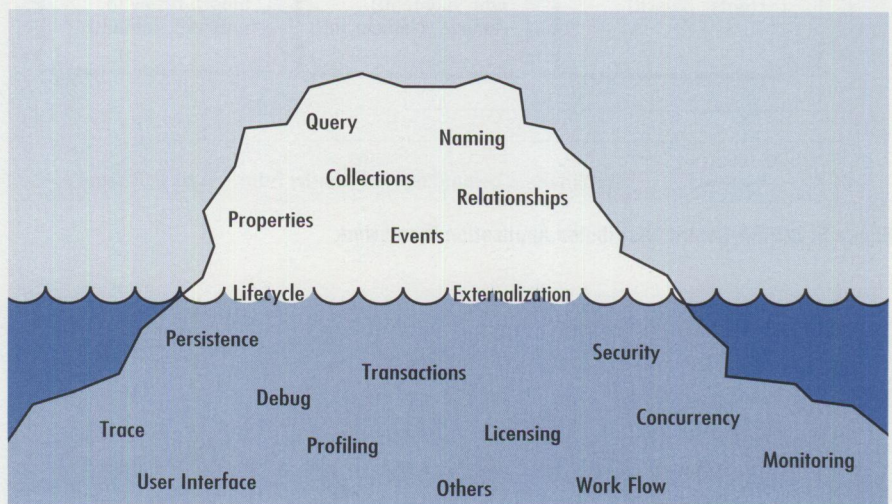 Query
Naming
Collections
Relationships
Properties
Events
Lifecycle
Externalization
Persistence
Security
Transactions
Debug
Concurrency
Trace
Licensing
Profiling
Monitoring
User Interface
Others
Work Flow